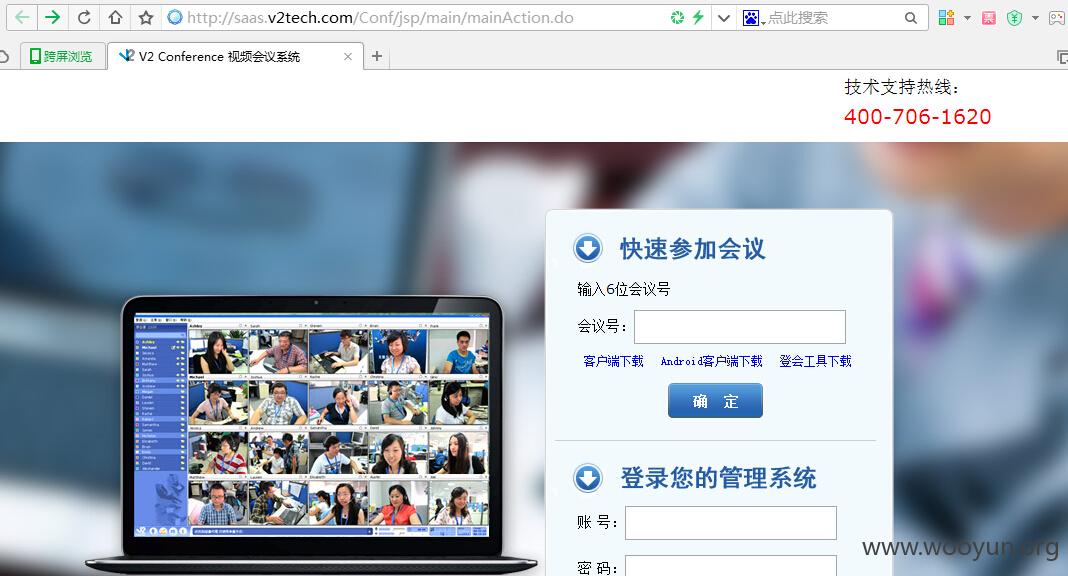 http://saas.v2tech.com/Conf/jsp/main/mainAction.do
点此搜索
票
跨屏浏览
V2 Conference 视频会议系统
技术支持热线：
400-706-1620
快速参加会议
输入6位会议号
会议号：
客户端下载 Android客户端下载 登会工具下载
确 定
登录您的管理系统
账 号：
密 码：
www.wooyun.org